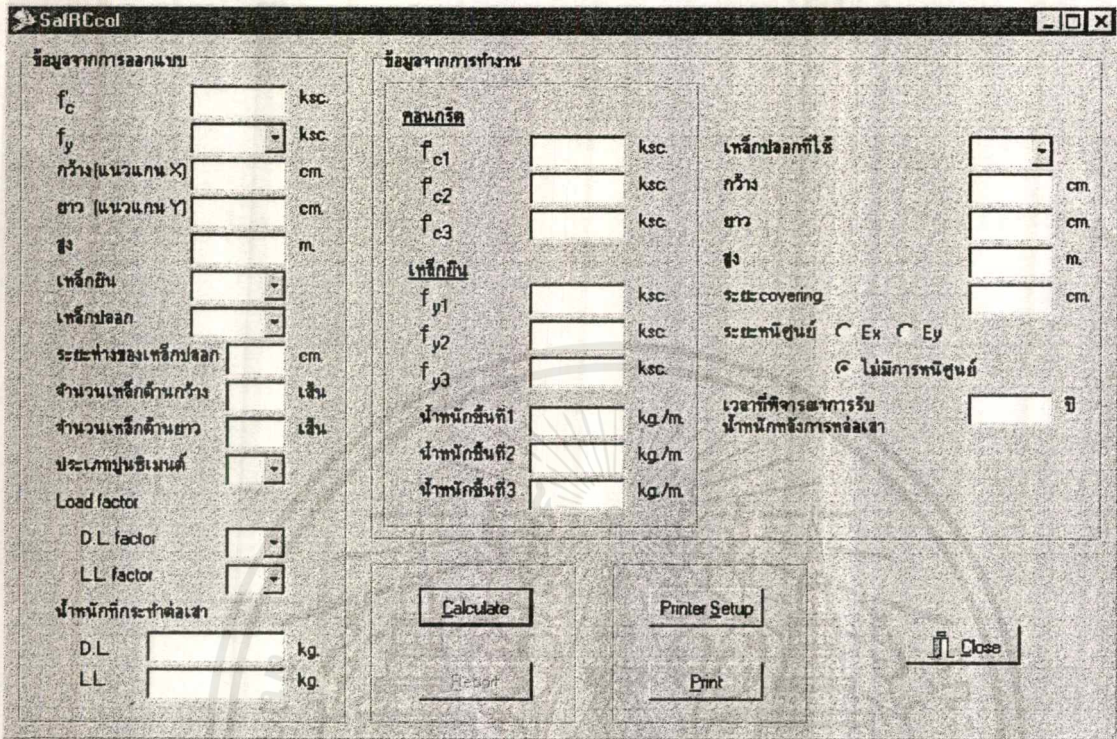 SafRCcol
ข้อมูลจากการออกแบบ
f'c ksc.
fy ksc.
กว้าง(แนวแกน X) cm.
ยาว (แนวแกน Y) cm.
สูง m.
เหล็กยืน
เหล็กปลอก
ระยะห่างของเหล็กปลอก cm.
จำนวนเหล็กด้านกว้าง เส้น
จำนวนเหล็กด้านยาว เส้น
ประเภทปูนซิเมนต์
Load factor
D.L. factor
L.L. factor
น้ำหนักที่กระทำต่อเสา
D.L. kg.
L.L. kg.
ข้อมูลจากการทำงาน
คอนกรีต
f'c1 ksc.
f'c2 ksc.
f'c3 ksc.
เหล็กยืน
fy1 ksc.
fy2 ksc.
fy3 ksc.
น้ำหนักชิ้นที่1 kg./m.
น้ำหนักชิ้นที่2 kg./m.
น้ำหนักชิ้นที่3 kg./m.
เหล็กปลอกที่ใช้
กว้าง cm.
ยาว cm.
สูง m.
ระยะcovering cm.
ระยะหนีศูนย์ Ex Ey
ไม่มีการหนีศูนย์
เวลาที่พิจารณาการรับ ปี
น้ำหนักหลังการหล่อเสา
Calculate
Report
Printer Setup
Print
Close